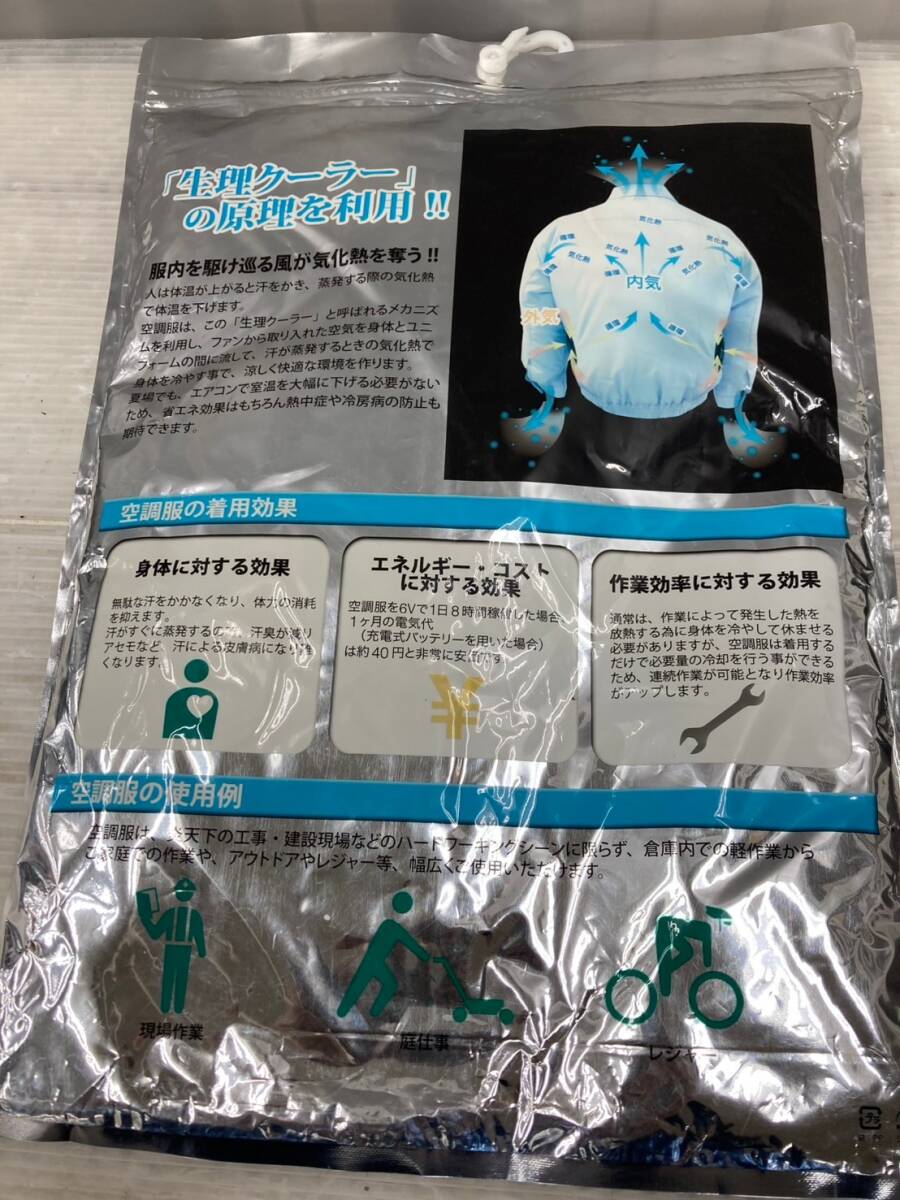 「生理クーラー」
の原理を利用!!
服内を駆け巡る風が気化熱を奪う!!
人は体温が上がると汗をかき、蒸発する際の気化熱
で体温を下げます。
空調服は、この「生理クーラー」と呼ばれるメカニズ
ムを利用し、ファンから取り入れた空気を身体とユニ
フォームの間に流して、汗が蒸発するときの気化熱で
身体を冷やす事で、涼しく快適な環境を作ります。
夏場でも、エアコンで室温を大幅に下げる必要がない
ため、省エネ効果はもちろん熱中症や冷房病の防止も
期待できます。
気化熱
循環
気化熱
循環
気化熱
循環
気化熱
循環
循環
内気
外気
循環
循環
空調服の着用効果
身体に対する効果
無駄な汗をかかなくなり、体力の消耗
を抑えます。
汗がすぐに蒸発するので、汗臭が減り
アセモなど、汗による皮膚病になり難
くなります。
エネルギー・コスト
に対する効果
空調服を6Vで1日8時間稼働した場合
1ヶ月の電気代
(充電式バッテリーを用いた場合)
は約40円と非常に安価です。
¥
作業効率に対する効果
通常は、作業によって発生した熱を
放熱する為に身体を冷やして休ませる
必要がありますが、空調服は着用する
だけで必要量の冷却を行う事ができる
ため、連続作業が可能となり作業効率
がアップします。
空調服の使用例
空調服は、炎天下の工事・建設現場などのハードワーキングシーンに限らず、倉庫内での軽作業から
ご家庭での作業や、アウトドアやレジャー等、幅広くご使用いただけます。
現場作業
庭仕事
レジャー
プラ